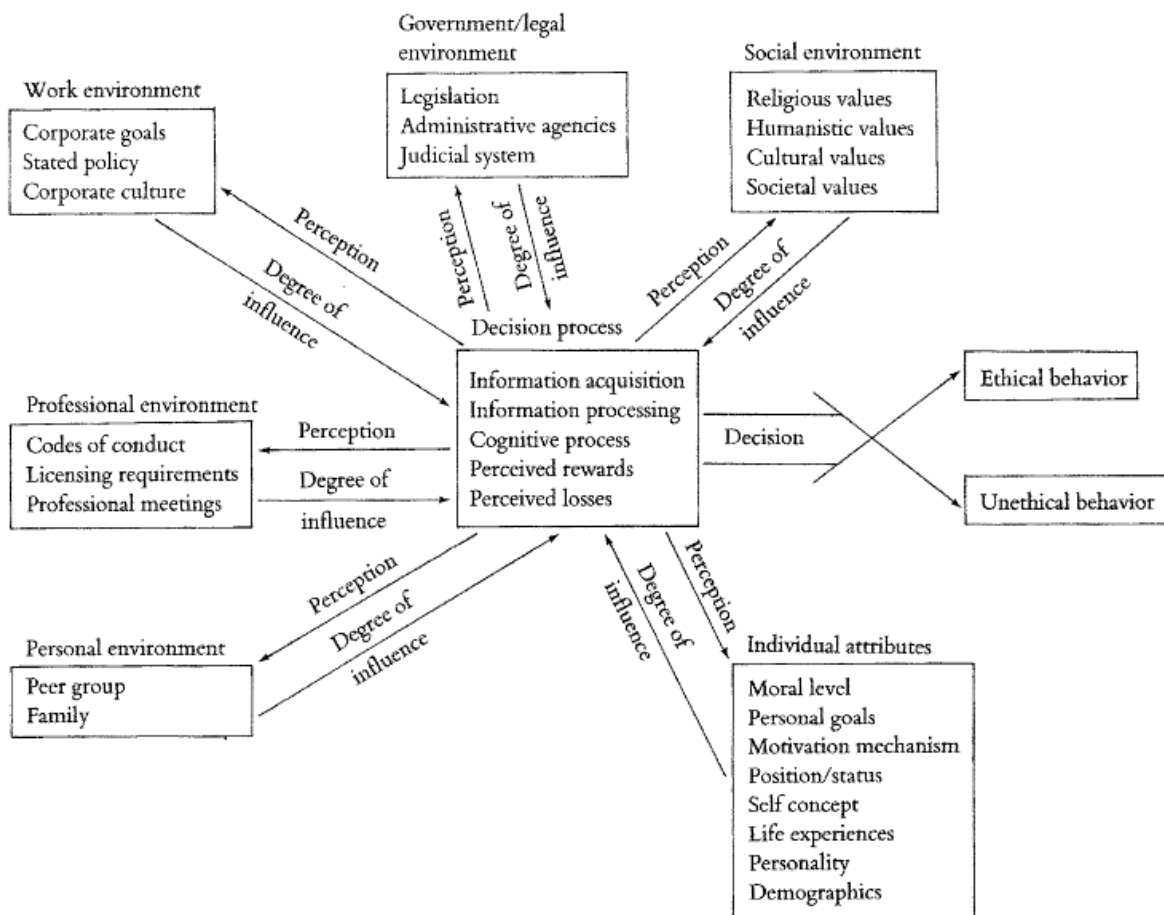 Government/legal
environment
Legislation
Administrative agencies
Judicial system
Social environment
Religious values
Humanistic values
Cultural values
Societal values
Work environment
Corporate goals
Stated policy
Corporate culture
Perception
Degree of
influence
Perception
Degree of
influence
Perception
Degree of
influence
Decision process
Information acquisition
Information processing
Cognitive process
Perceived rewards
Perceived losses
Decision
Ethical behavior
Unethical behavior
Professional environment
Codes of conduct
Licensing requirements
Professional meetings
Perception
Degree of
influence
Personal environment
Peer group
Family
Perception
Degree of
influence
Perception
Degree of
influence
Individual attributes
Moral level
Personal goals
Motivation mechanism
Position/status
Self concept
Life experiences
Personality
Demographics